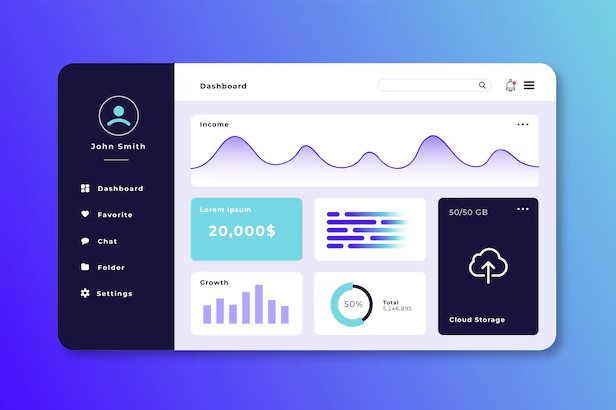 John Smith
Dashboard
Favorite
Chat
Folder
Settings
Dashboard
Income
Lorem Ipsum
20,000$
50/50 GB
Cloud Storage
Growth
50%
Total
5,246,895